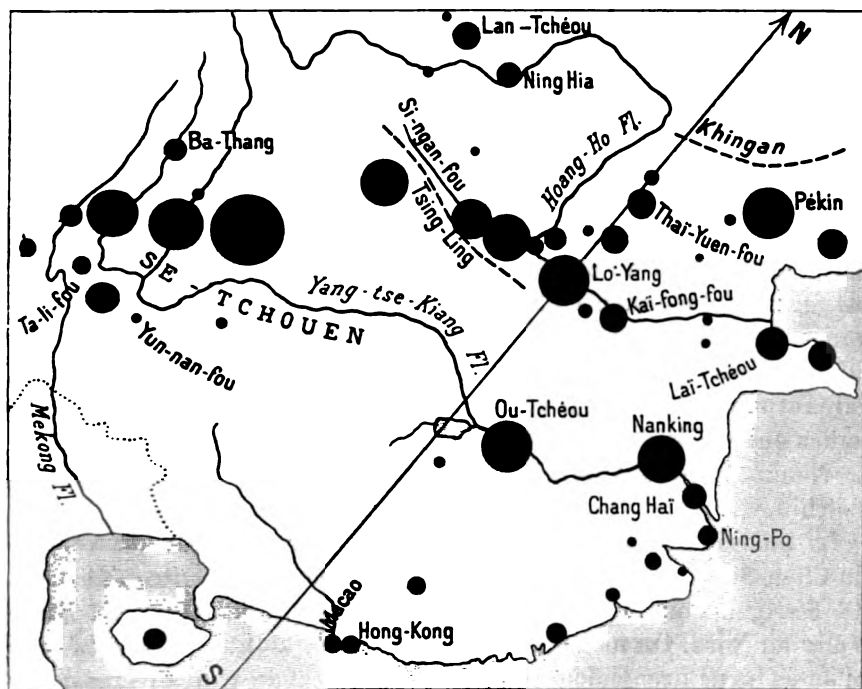 Lan-Tchéou
N
Ning Hia
Ba-Thang
Si-ngan-fou
Hoang-Ho Fl.
Khingan
Tsing-Ling
Thaï-Yuen-fou
Pékin
SE-TCHOUEN
Yang-tse-Kiang Fl.
Lo-Yang
Kaï-fong-fou
Ta-li-fou
Yun-nan-fou
Laï-Tchéou
Mekong Fl.
Ou-Tchéou
Nanking
Chang Haï
Ning-Po
Macao
Hong-Kong
S